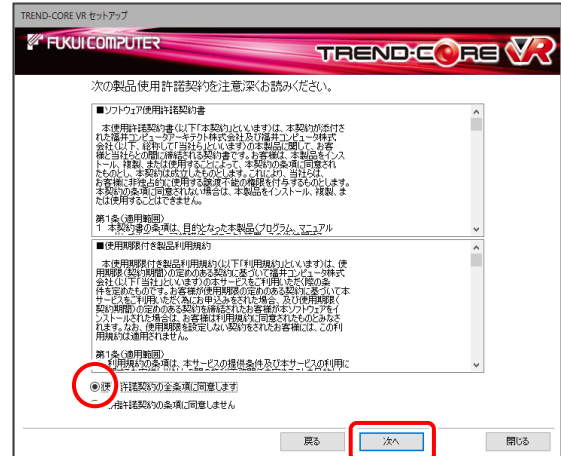 TREND-CORE VR セットアップ
FUKUI COMPUTER
TREND-CORE VR
次の製品使用許諾契約を注意深くお読みください。
■ソフトウェア使用許諾契約書
本使用許諾契約書(以下「本契約」といいます)は、本契約が添付さ
れた福井コンピュータアーキテクト株式会社及び福井コンピュータ株式
会社(以下、総称して「当社ら」といいます)の本製品に関して、お客
様と当社らとの間に締結される契約書です。お客様は、本製品をインス
トール、複製、または使用することによって、本契約の条項に同意され
たものとし、本契約は成立したものとします。これにより、当社らは、
お客様に非独占的に使用する譲渡不能の権限を付与するものとします。
本契約の条項に同意されない場合は、本製品をインストール、複製、ま
たは使用することはできません。
第1条(適用範囲)
1 本契約書の条項は、目的となった本製品(プログラム、マニュアル
■使用期限付き製品利用規約
本使用期限付き製品利用規約(以下「利用規約」といいます)は、使
用期限(契約期間)の定めのある契約に基づいて福井コンピュータ株式
会社(以下「当社」といいます)の本サービスをご利用いただく際の条
件を定めたものです。お客様が使用期限の定めのある契約に基づいて本
サービスをご利用いただく為にお申込みをされた場合、及び使用期限(
契約期間)の定めのある契約を締結されたお客様が本ソフトウェアをイ
ンストールされた場合は、お客様は利用規約に同意されたものとみなさ
れます。なお、使用期限を設定しない契約をされたお客様には、この利
用規約は適用されません。
第1条(適用範囲)
利用規約の条項は、本サービスの提供条件及び本サービスの利用に
使 許諾契約の全条項に同意します
許諾契約の条項に同意しません
戻る
次へ
閉じる